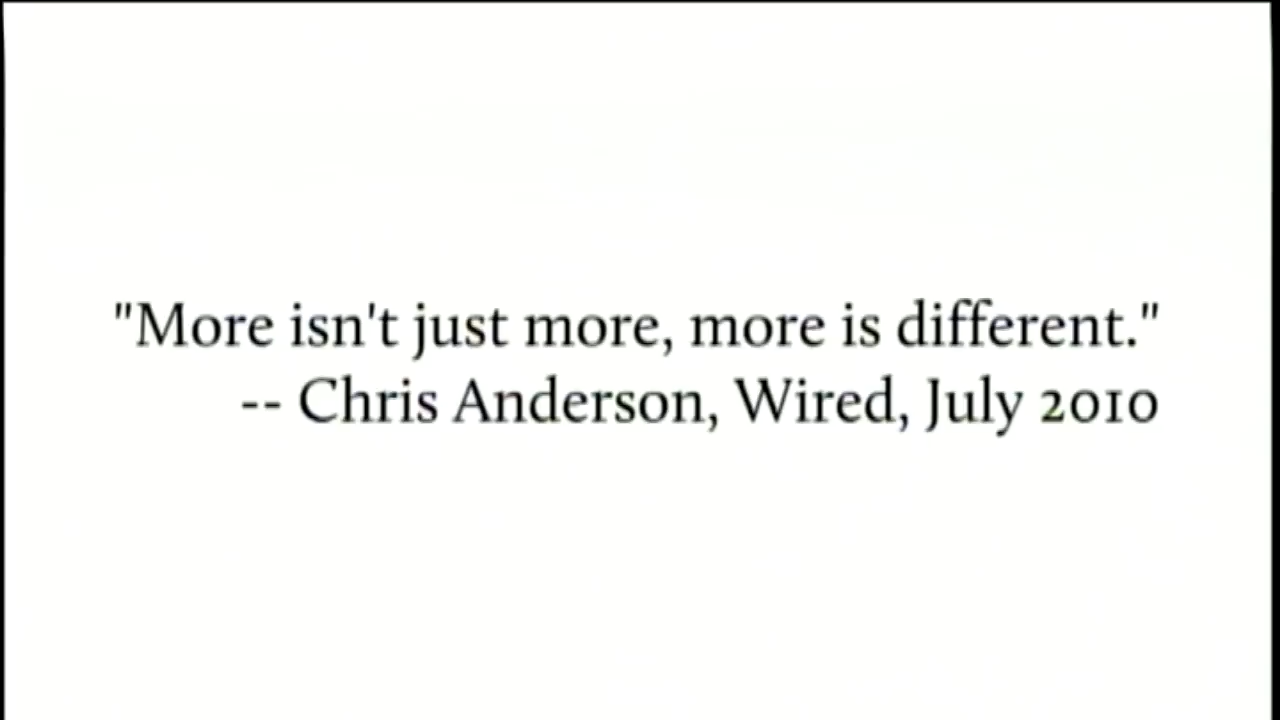 "More isn't just more, more is different."
-- Chris Anderson, Wired, July 2010